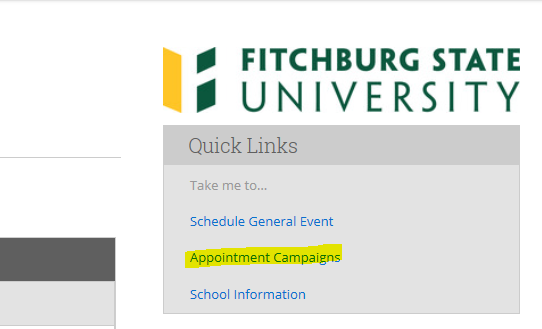 FITCHBURG STATE
UNIVERSITY
Quick Links
Take me to...
Schedule General Event
Appointment Campaigns
School Information